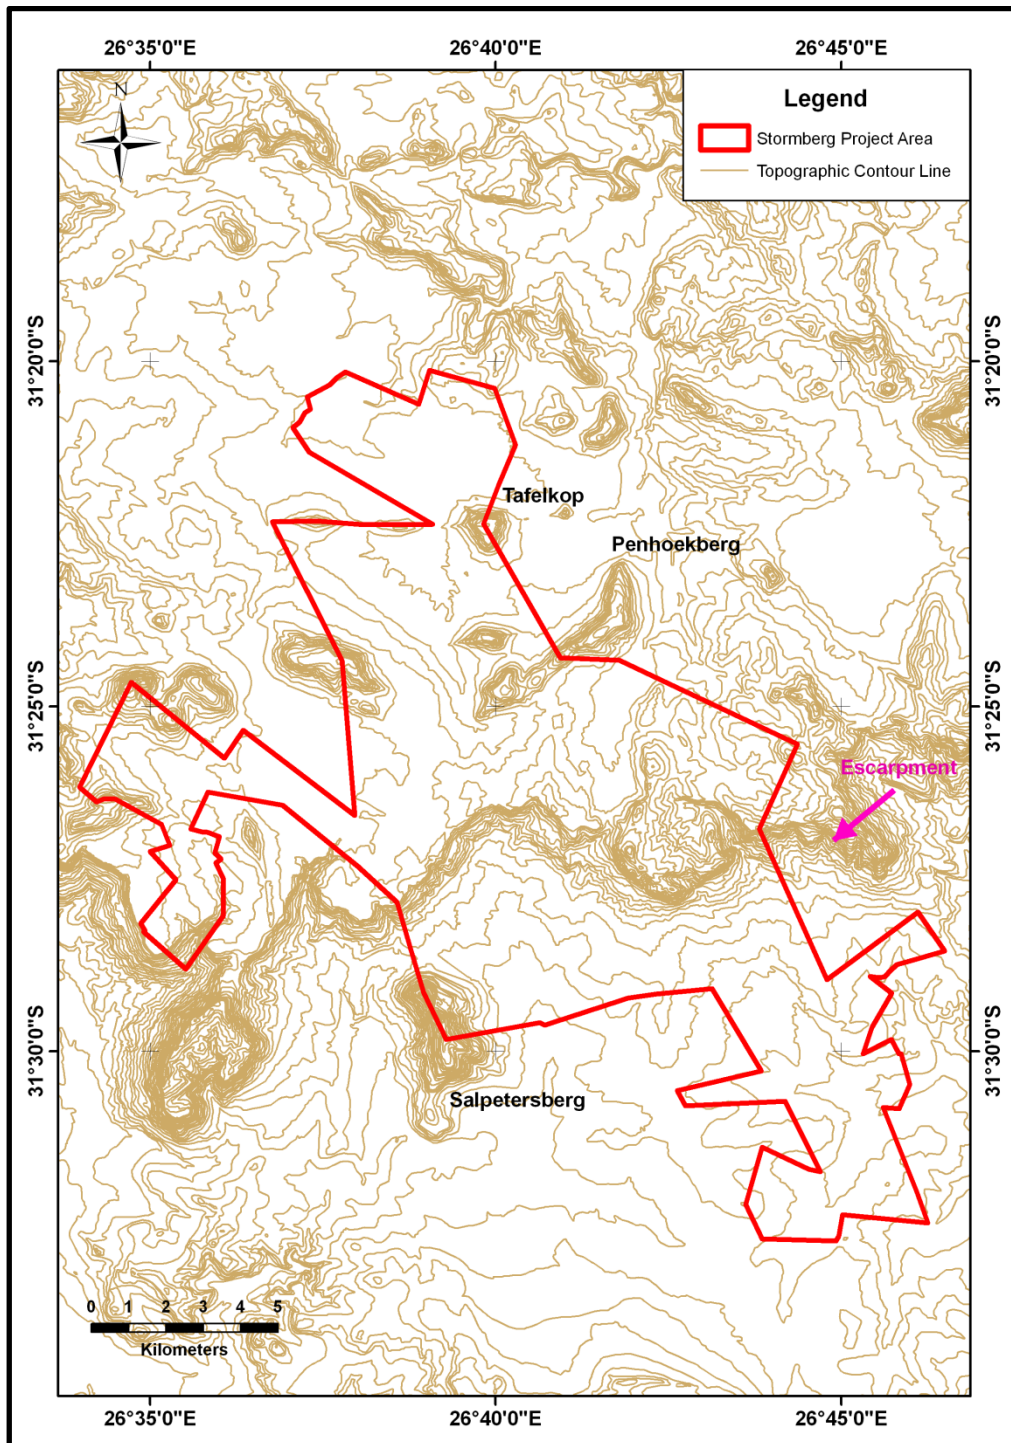 26°35'0"E 26°40'0"E 26°45'0"E
N
Legend
Stormberg Project Area
Topographic Contour Line
31°20'0"S 31°20'0"S
Tafelkop
Penhoekberg
31°25'0"S 31°25'0"S
Escarpment
31°30'0"S 31°30'0"S
Salpetersberg
0 1 2 3 4 5
Kilometers
26°35'0"E 26°40'0"E 26°45'0"E